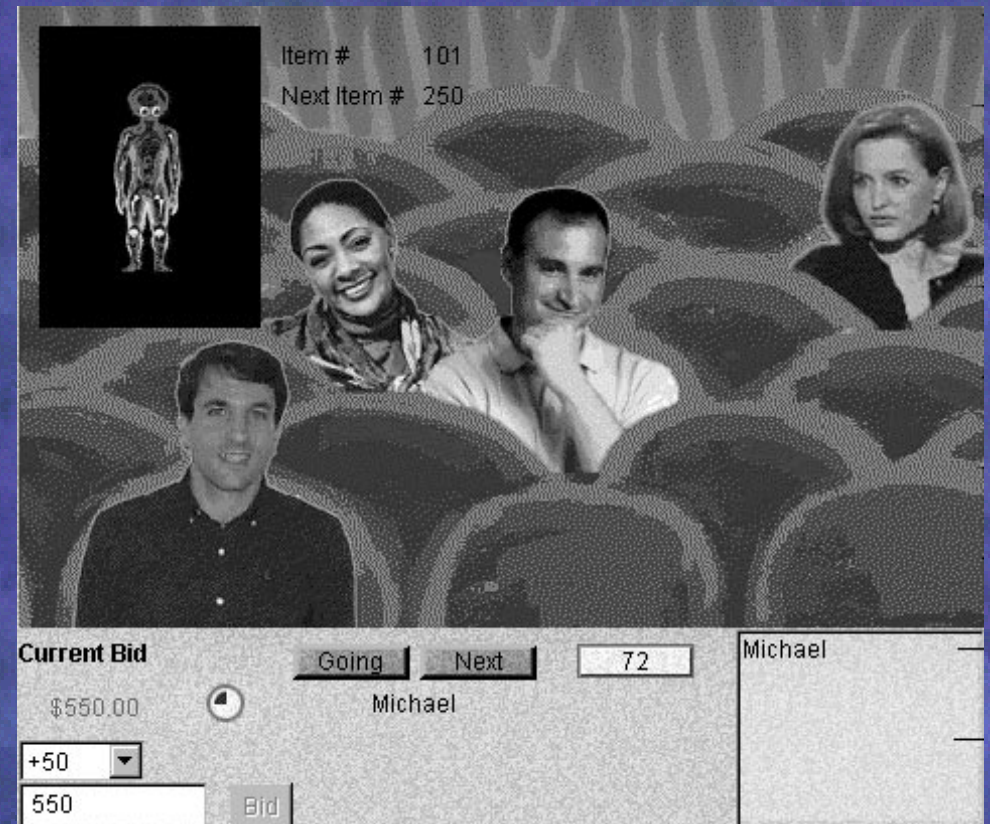 Item # 101
Next Item # 250
Current Bid
Going Next 72 Michael
Michael
$550.00
+50
550 Bid